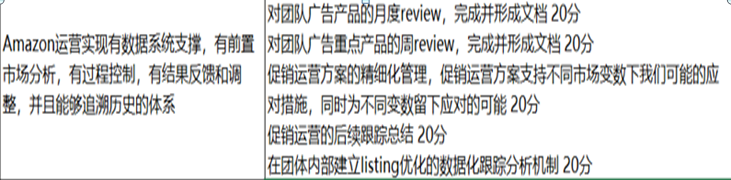 Amazon运营实现有数据系统支撑，有前置
市场分析，有过程控制，有结果反馈和调
整，并且能够追溯历史的体系
对团队广告产品的月度review，完成并形成文档 20分
对团队广告重点产品的周review，完成并形成文档 20分
促销运营方案的精细化管理，促销运营方案支持不同市场变数下我们可能的应
对措施，同时为不同变数留下应对的可能 20分
促销运营的后续跟踪总结 20分
在团体内部建立listing优化的数据化跟踪分析机制 20分